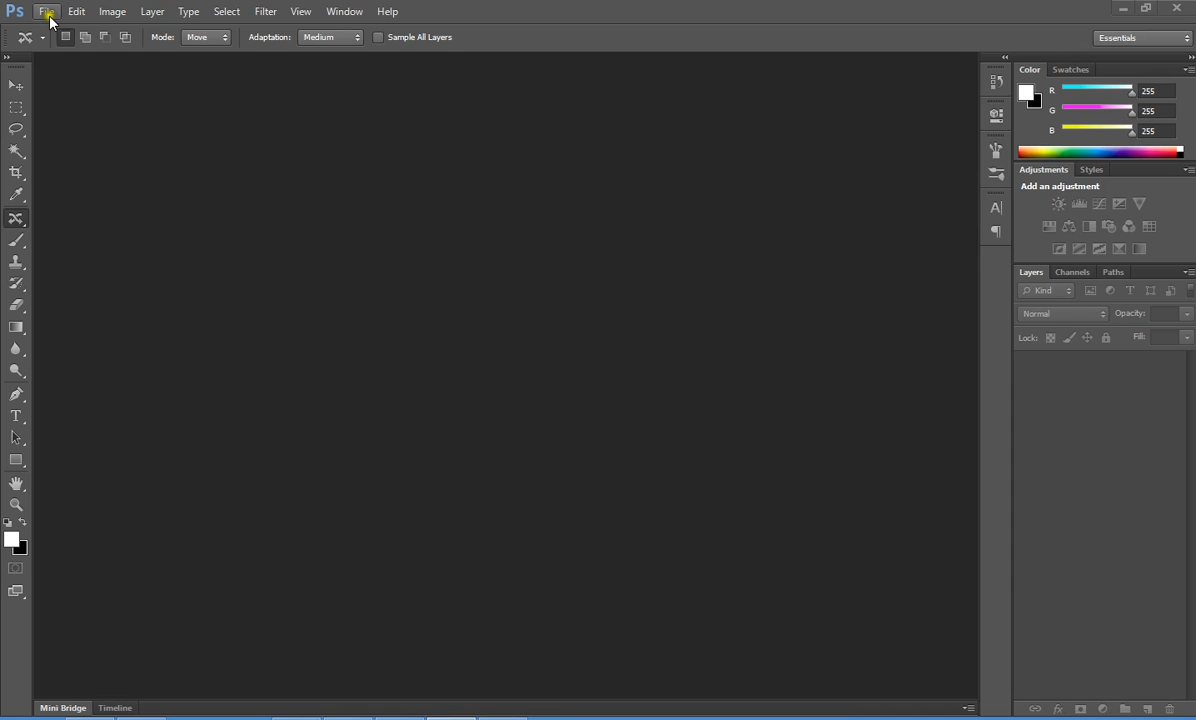 Ps File Edit Image Layer Type Select Filter View Window Help
Mode: Move Adaptation: Medium Sample All Layers Essentials
Color Swatches
R 255
G 255
B 255
Adjustments Styles
Add an adjustment
Layers Channels Paths
Kind T
Normal Opacity:
Lock: Fill:
A
T
fx
Mini Bridge Timeline